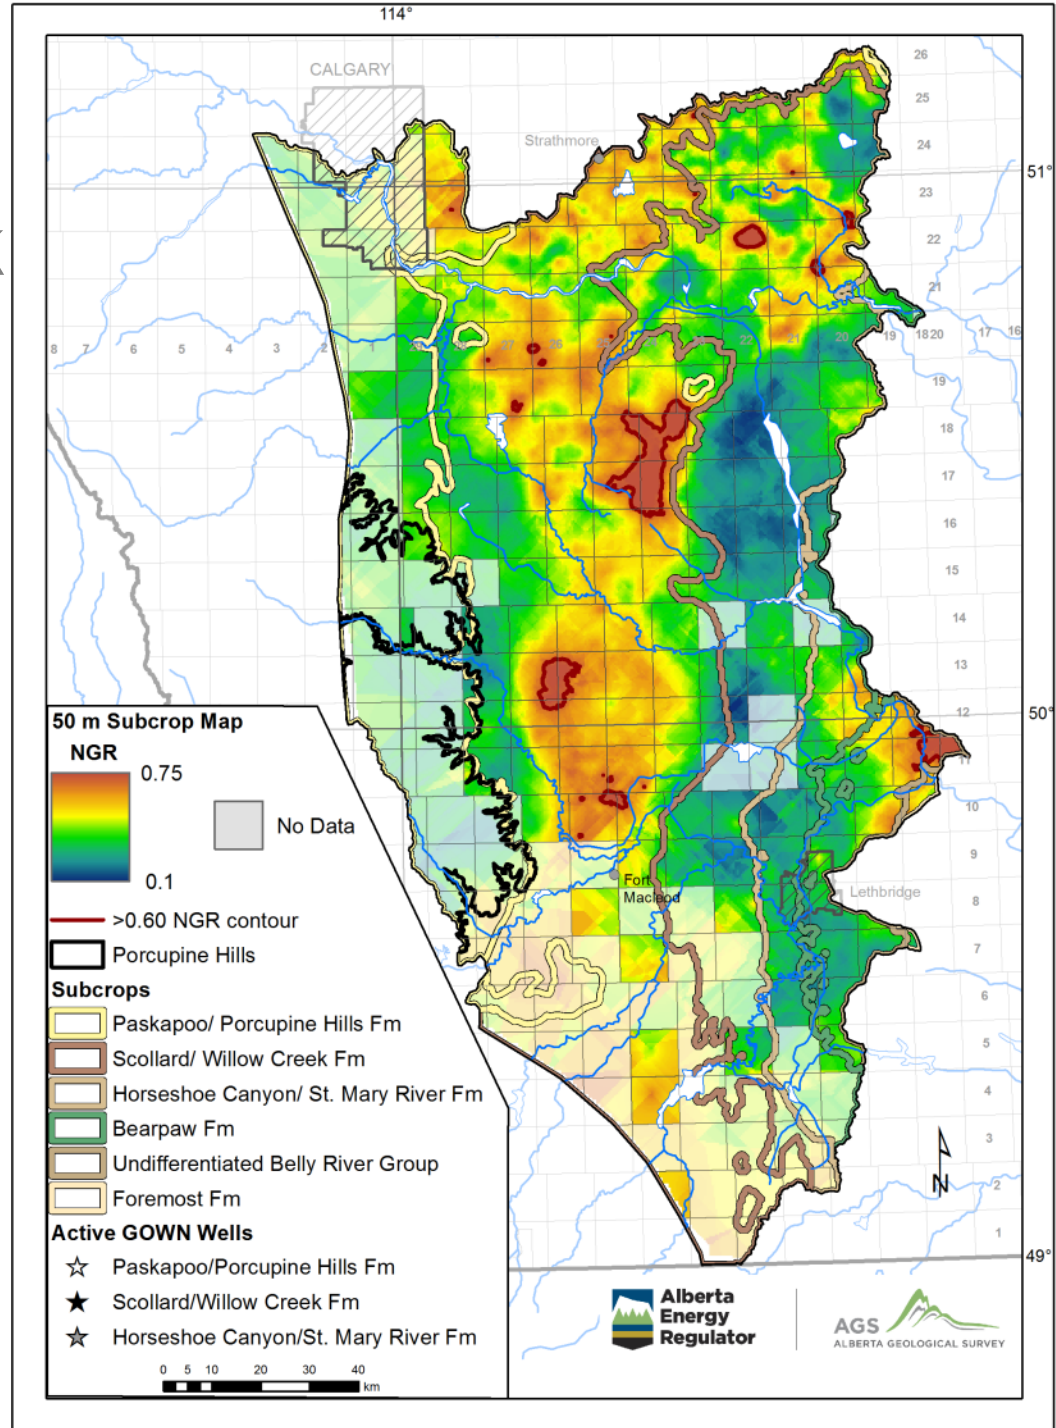 114°
CALGARY
26
25
Strathmore
24
51°
23
22
21
8 7 6 5 4 3 2 1 27 26 22 21 20 19 18 20 17 16
19
18
17
16
15
14
13
50 m Subcrop Map
12
50°
NGR
0.75
11
No Data
10
0.1
9
Fort
Macleod
Lethbridge
8
>0.60 NGR contour
Porcupine Hills
7
Subcrops
6
Paskapoo/ Porcupine Hills Fm
5
Scollard/ Willow Creek Fm
Horseshoe Canyon/ St. Mary River Fm
4
Bearpaw Fm
3
Undifferentiated Belly River Group
N
2
Foremost Fm
Active GOWN Wells
1
49°
Paskapoo/Porcupine Hills Fm
Scollard/Willow Creek Fm
Horseshoe Canyon/St. Mary River Fm
Alberta
Energy
Regulator
AGS
ALBERTA GEOLOGICAL SURVEY
0 5 10 20 30 40
km